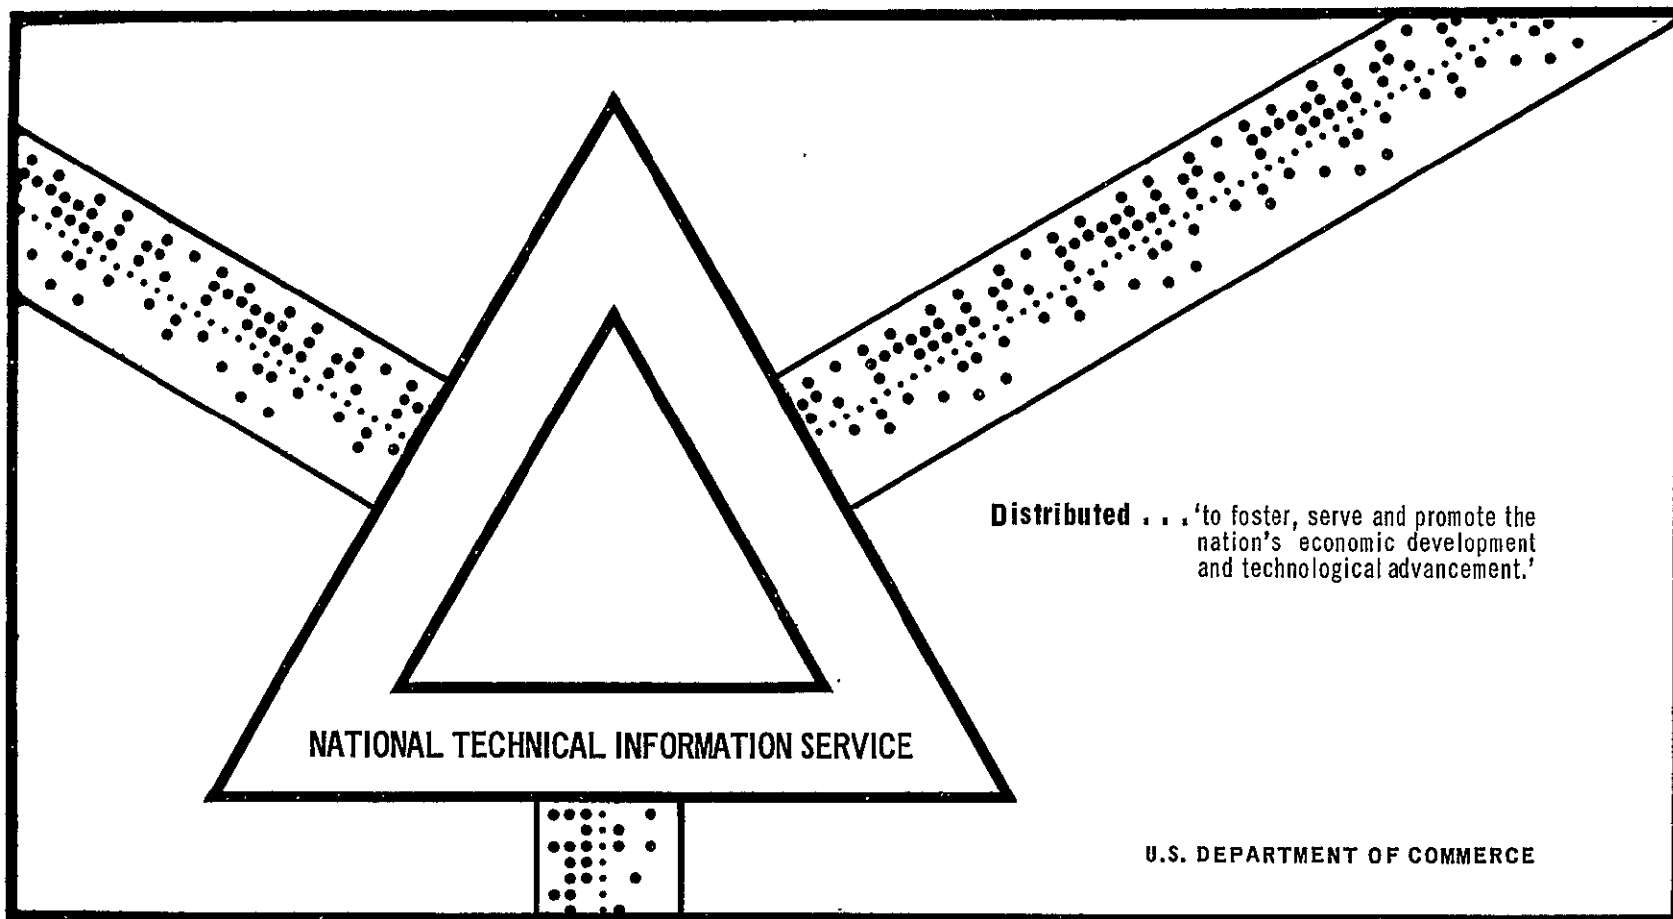 Distributed . . . 'to foster, serve and promote the
nation's economic development
and technological advancement.'
NATIONAL TECHNICAL INFORMATION SERVICE
U.S. DEPARTMENT OF COMMERCE